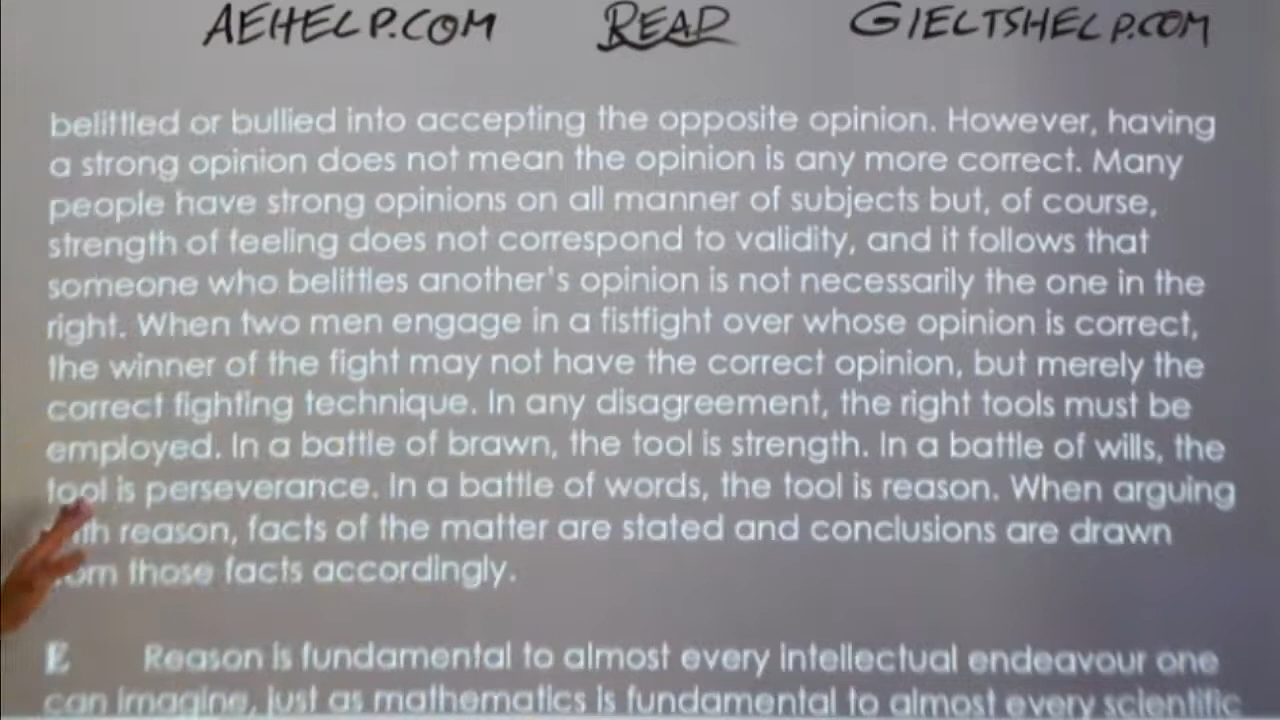 AEHELP.COM READ GIELTSHELP.COM
belittled or bullied into accepting the opposite opinion. However, having
a strong opinion does not mean the opinion is any more correct. Many
people have strong opinions on all manner of subjects but, of course,
strength of feeling does not correspond to validity, and it follows that
someone who belittles another's opinion is not necessarily the one in the
right. When two men engage in a fistfight over whose opinion is correct,
the winner of the fight may not have the correct opinion, but merely the
correct fighting technique. In any disagreement, the right tools must be
employed. In a battle of brawn, the tool is strength. In a battle of wills, the
tool is perseverance. In a battle of words, the tool is reason. When arguing
reason, facts of the matter are stated and conclusions are drawn
those facts accordingly.
E Reason is fundamental to almost every intellectual endeavour one
can imagine, just as mathematics is fundamental to almost every scientific